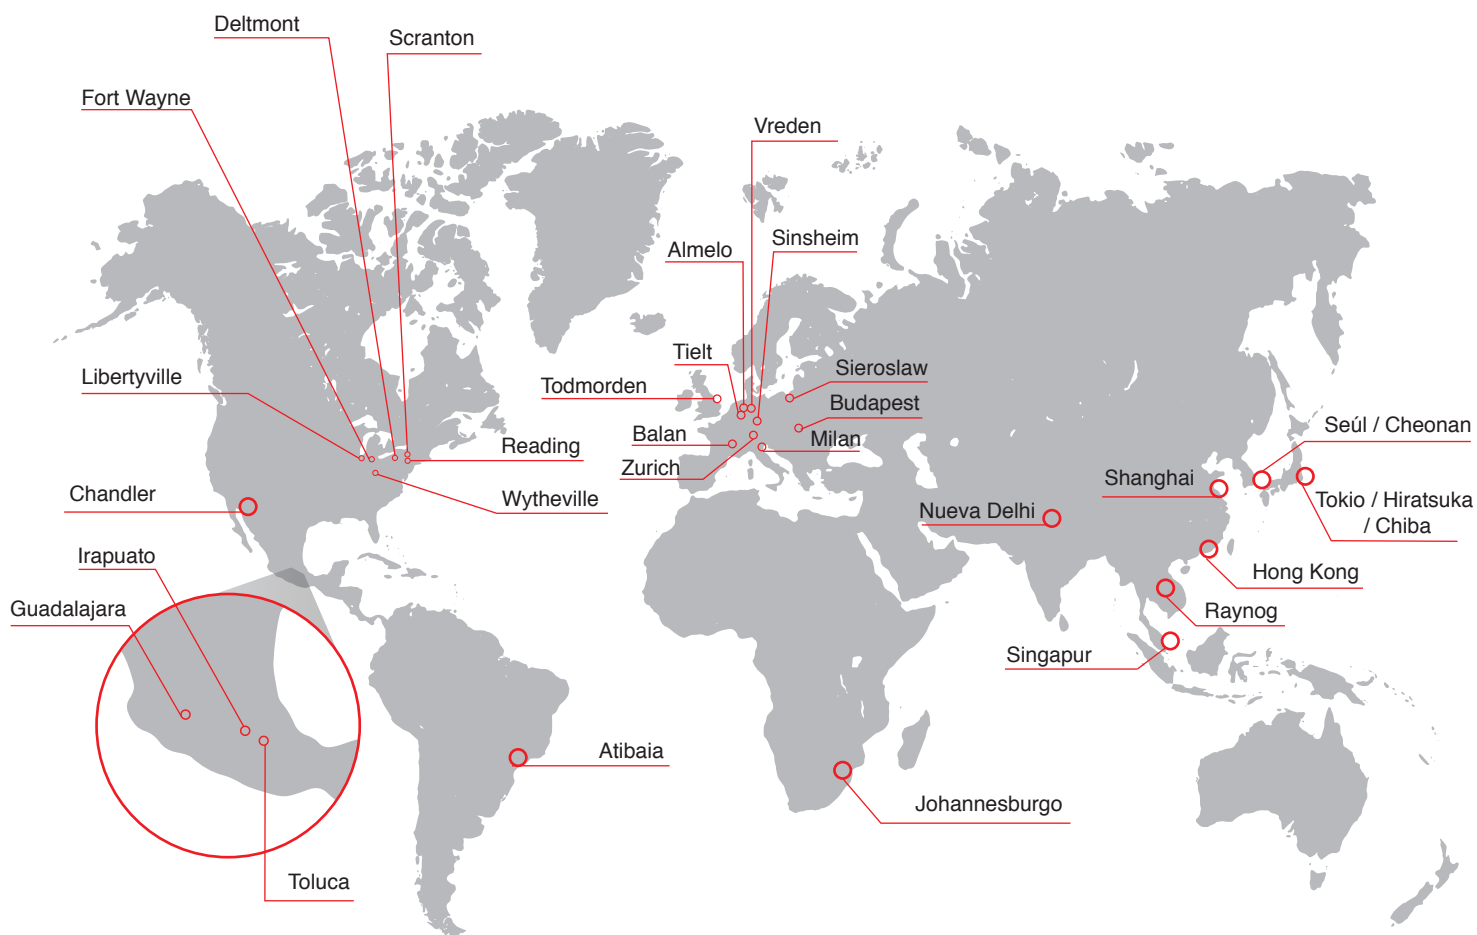 Deltmont
Scranton
Fort Wayne
Vreden
Sinsheim
Almelo
Tielt
Sieroslaw
Libertyville
Todmorden
Budapest
Seúl / Cheonan
Balan
Milan
Reading
Zurich
Shanghai
Chandler
Wytheville
Tokio / Hiratsuka
/ Chiba
Nueva Delhi
Irapuato
Hong Kong
Guadalajara
Raynog
Singapur
Atibaia
Johannesburgo
Toluca